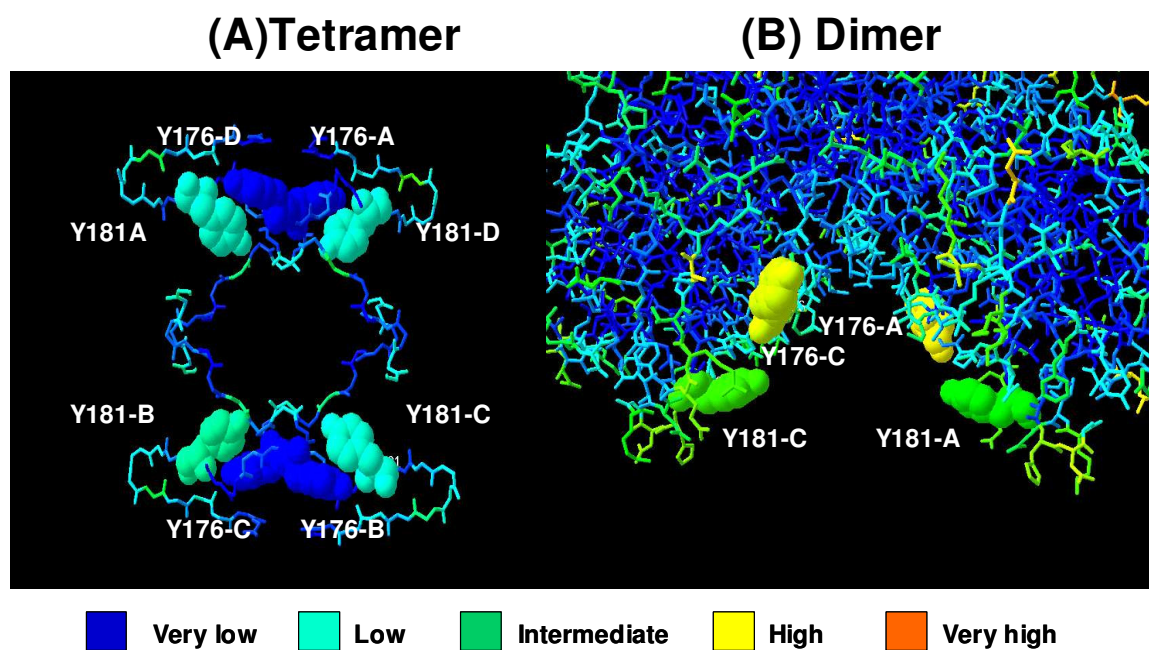 (A)Tetramer
(B) Dimer
Y176-D
Y176-A
Y181A
Y181-D
Y181-B
Y181-C
Y176-C
Y176-B
Y176-A
Y176-C
Y181-C
Y181-A
Very low
Low
Intermediate
High
Very high